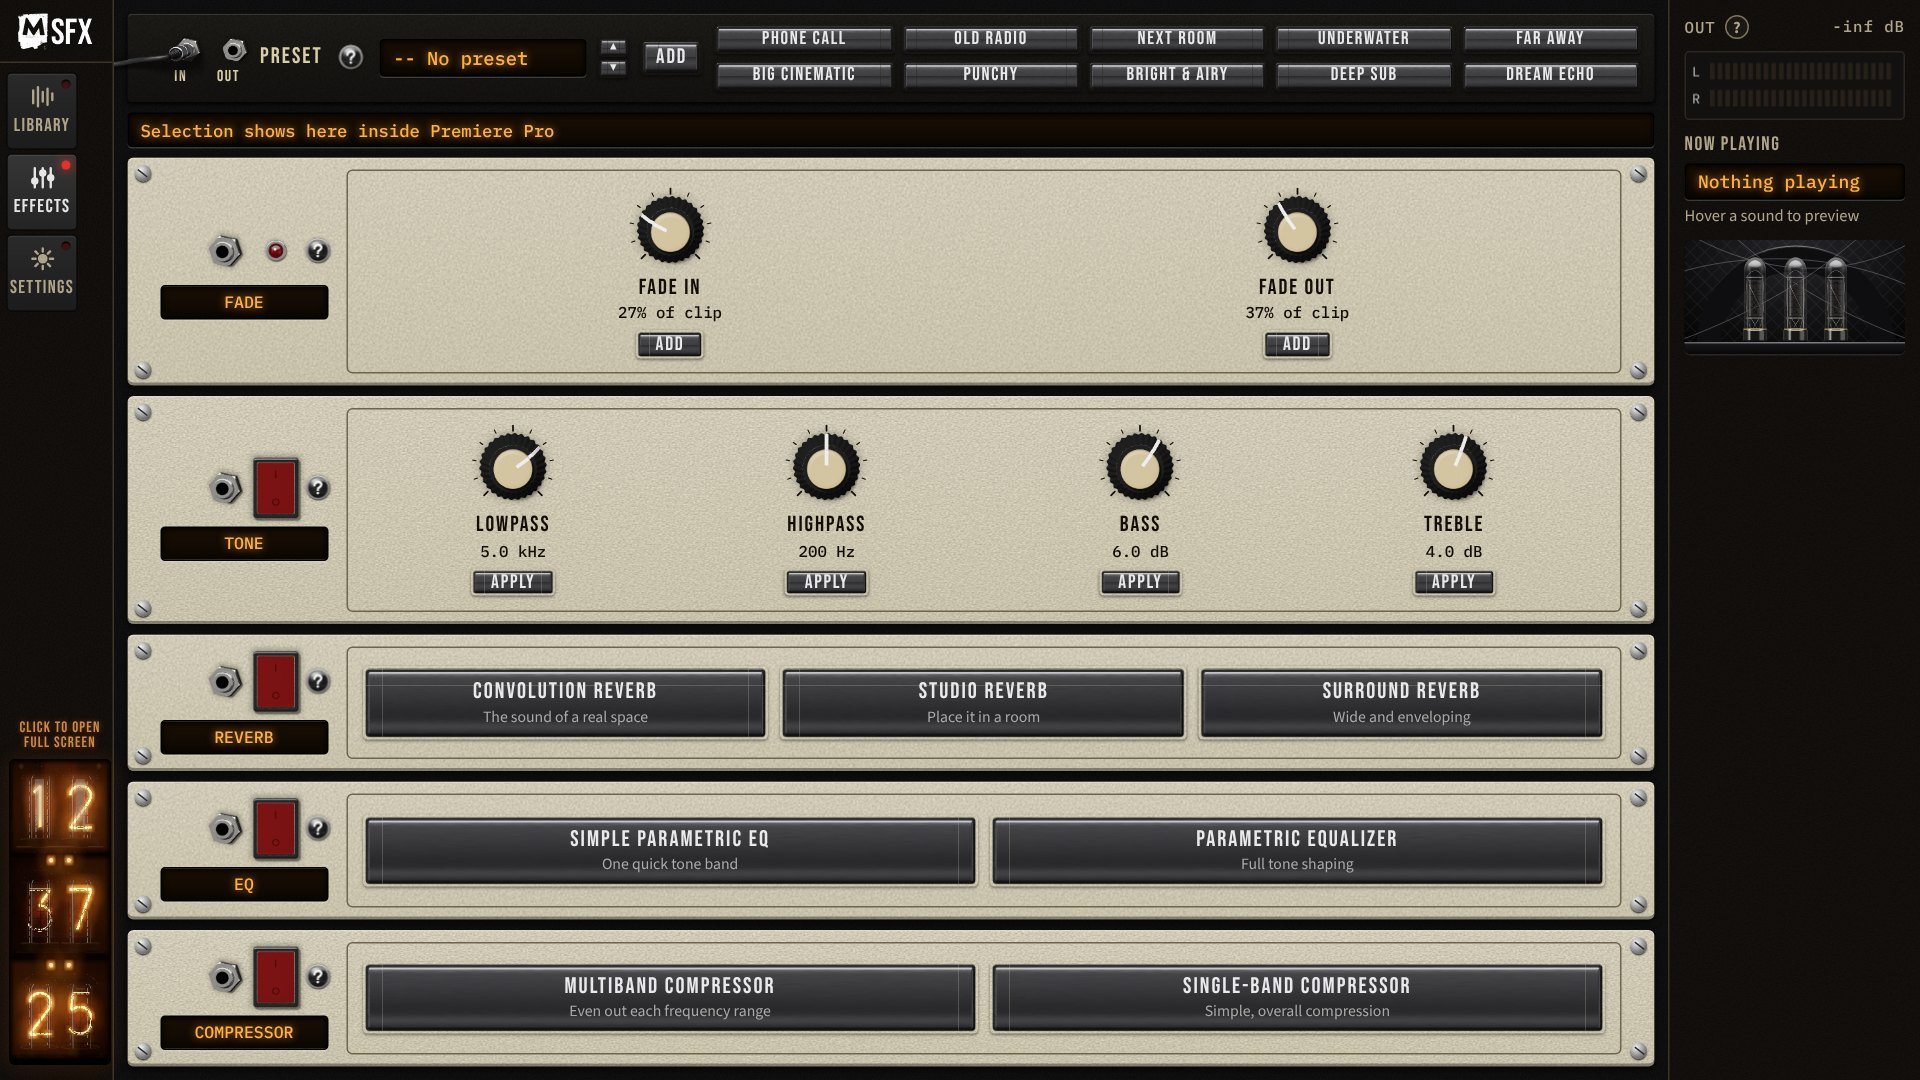 MSFX
LIBRARY
EFFECTS
SETTINGS
CLICK TO OPEN
FULL SCREEN
12
37
25
IN
OUT
PRESET
?
-- No preset
ADD
PHONE CALL
OLD RADIO
NEXT ROOM
UNDERWATER
FAR AWAY
BIG CINEMATIC
PUNCHY
BRIGHT & AIRY
DEEP SUB
DREAM ECHO
Selection shows here inside Premiere Pro
?
FADE
FADE IN
27% of clip
ADD
FADE OUT
37% of clip
ADD
?
TONE
LOWPASS
5.0 kHz
APPLY
HIGHPASS
200 Hz
APPLY
BASS
6.0 dB
APPLY
TREBLE
4.0 dB
APPLY
?
REVERB
CONVOLUTION REVERB
The sound of a real space
STUDIO REVERB
Place it in a room
SURROUND REVERB
Wide and enveloping
?
EQ
SIMPLE PARAMETRIC EQ
One quick tone band
PARAMETRIC EQUALIZER
Full tone shaping
?
COMPRESSOR
MULTIBAND COMPRESSOR
Even out each frequency range
SINGLE-BAND COMPRESSOR
Simple, overall compression
OUT ? -inf dB
L
R
NOW PLAYING
Nothing playing
Hover a sound to preview